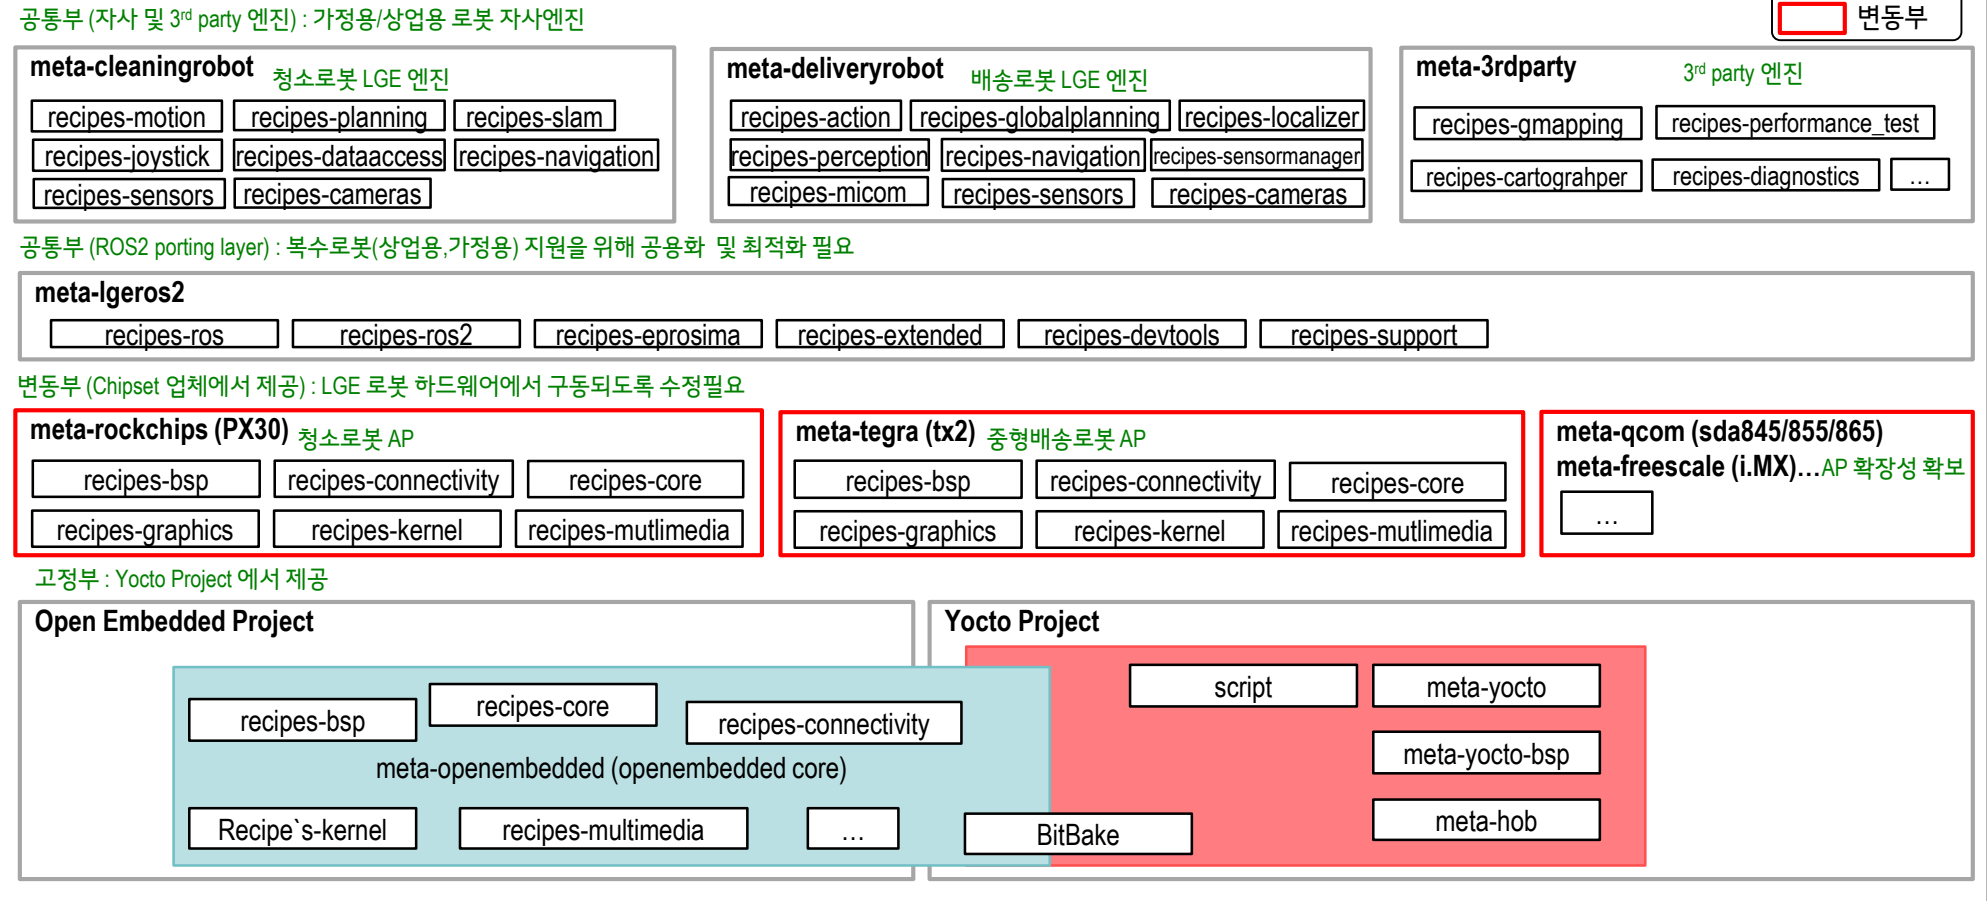 공통부 (자사 및 3rd party 엔진) : 가정용/상업용 로봇 자사엔진
변동부
meta-cleaningrobot 청소로봇 LGE 엔진
recipes-motion recipes-planning recipes-slam
recipes-joystick recipes-dataaccess recipes-navigation
recipes-sensors recipes-cameras
meta-deliveryrobot 배송로봇 LGE 엔진
recipes-action recipes-globalplanning recipes-localizer
recipes-perception recipes-navigation recipes-sensormanager
recipes-micom recipes-sensors recipes-cameras
meta-3rdparty 3rd party 엔진
recipes-gmapping recipes-performance_test
recipes-cartograhper recipes-diagnostics …
공통부 (ROS2 porting layer) : 복수로봇(상업용,가정용) 지원을 위해 공용화 및 최적화 필요
meta-lgeros2
recipes-ros recipes-ros2 recipes-eprosima recipes-extended recipes-devtools recipes-support
변동부 (Chipset 업체에서 제공) : LGE 로봇 하드웨어에서 구동되도록 수정필요
meta-rockchips (PX30) 청소로봇 AP
recipes-bsp recipes-connectivity recipes-core
recipes-graphics recipes-kernel recipes-mutlimedia
meta-tegra (tx2) 중형배송로봇 AP
recipes-bsp recipes-connectivity recipes-core
recipes-graphics recipes-kernel recipes-mutlimedia
meta-qcom (sda845/855/865)
meta-freescale (i.MX)…AP 확장성 확보
…
고정부 : Yocto Project 에서 제공
Open Embedded Project
recipes-bsp recipes-core recipes-connectivity
meta-openembedded (openembedded core)
Recipe`s-kernel recipes-multimedia …
BitBake
Yocto Project
script meta-yocto
meta-yocto-bsp
meta-hob